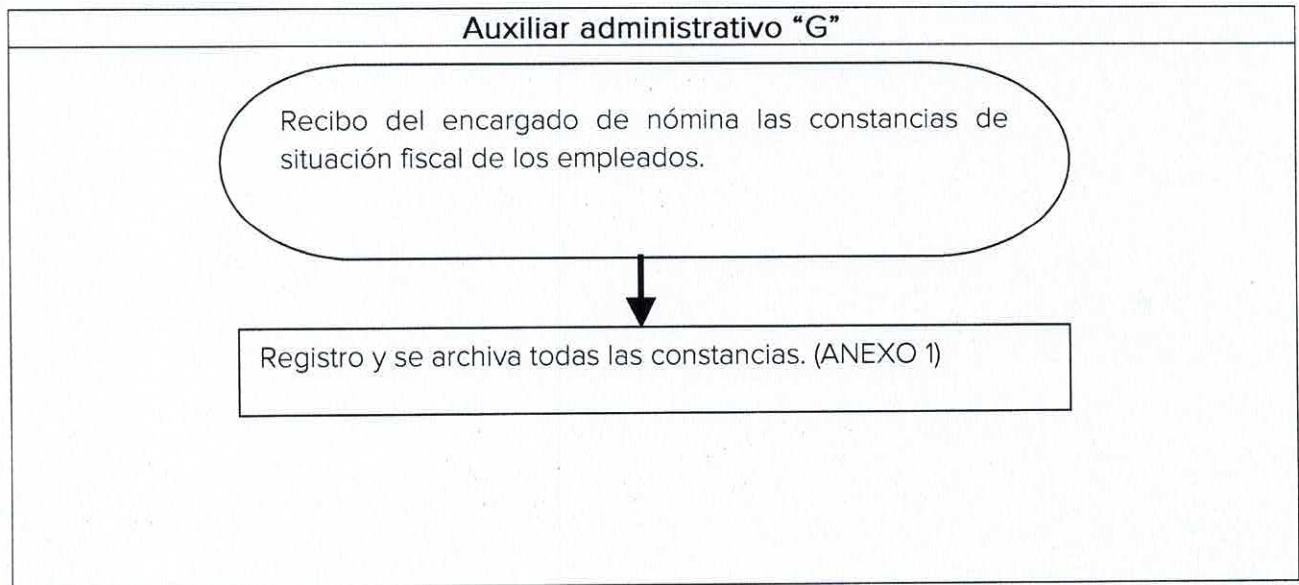 Auxiliar administrativo “G”
Recibo del encargado de nómina las constancias de
situación fiscal de los empleados.
Registro y se archiva todas las constancias. (ANEXO 1)